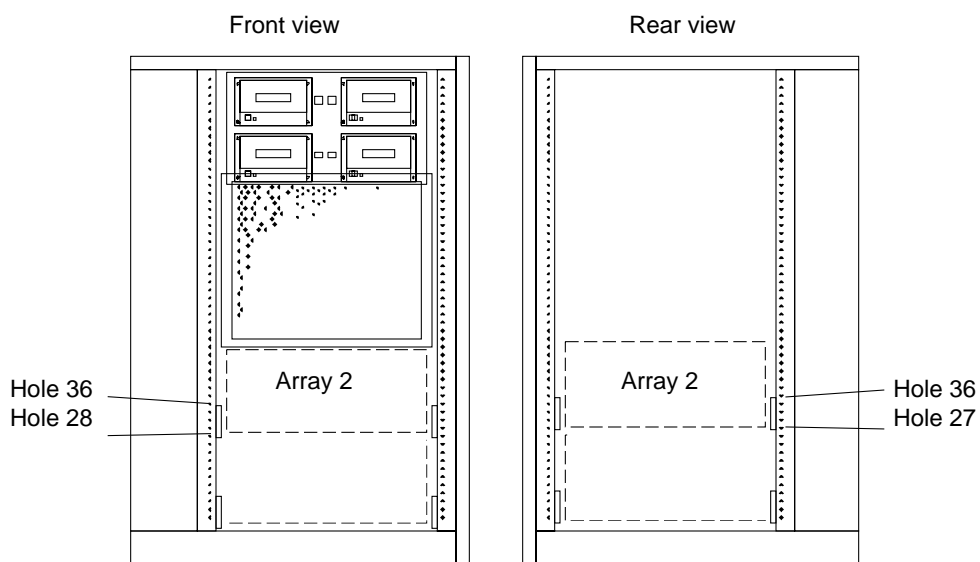 Front view
Rear view
Array 2
Array 2
Hole 36
Hole 28
Hole 36
Hole 27